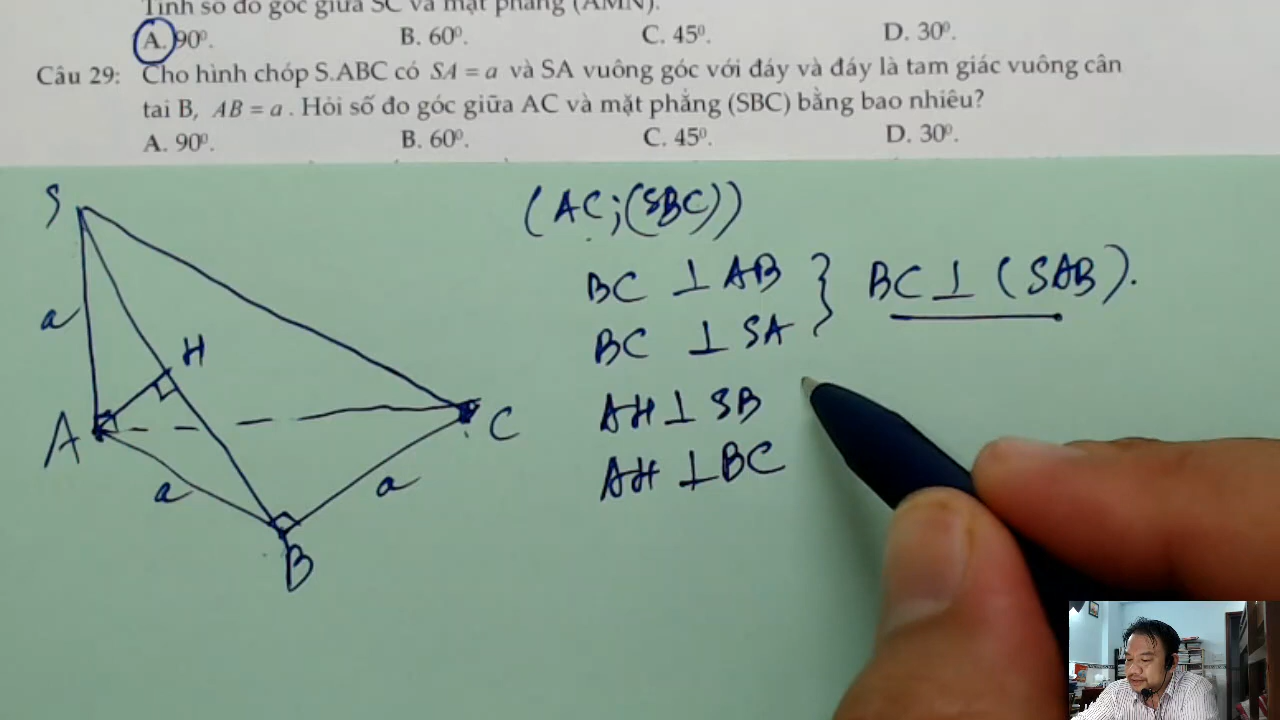 Tính số đo góc giữa SC và mặt phẳng (AMN).
A. 90⁰. B. 60⁰. C. 45⁰. D. 30⁰.
Câu 29: Cho hình chóp S.ABC có SA = a và SA vuông góc với đáy và đáy là tam giác vuông cân
tại B, AB = a. Hỏi số đo góc giữa AC và mặt phẳng (SBC) bằng bao nhiêu?
A. 90⁰. B. 60⁰. C. 45⁰. D. 30⁰.
S
a
H
A
C
a
a
B
(AC;(SBC))
BC ⊥ AB } BC ⊥ (SAB).
BC ⊥ SA
AH ⊥ SB
AH ⊥ BC